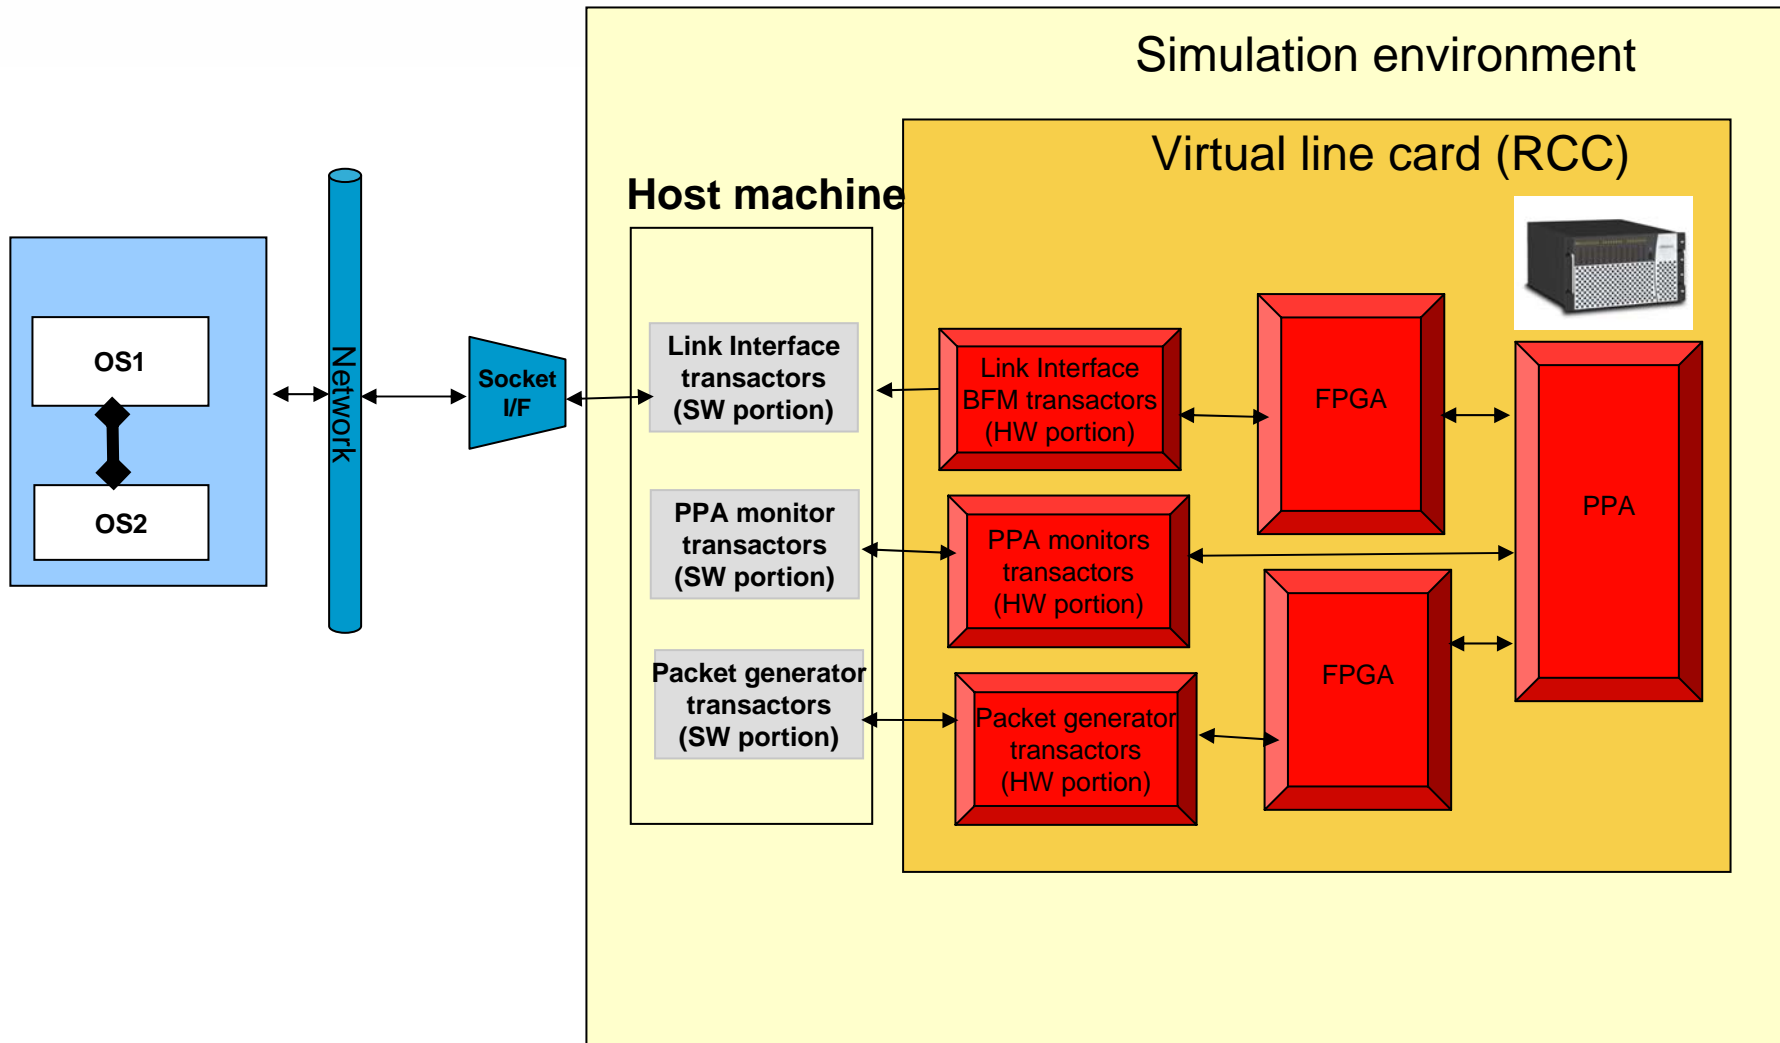 Simulation environment
Virtual line card (RCC)
Host machine
OS1
OS2
Network
Socket
I/F
Link Interface
transactors
(SW portion)
PPA monitor
transactors
(SW portion)
Packet generator
transactors
(SW portion)
Link Interface
BFM transactors
(HW portion)
PPA monitors
transactors
(HW portion)
Packet generator
transactors
(HW portion)
FPGA
FPGA
PPA